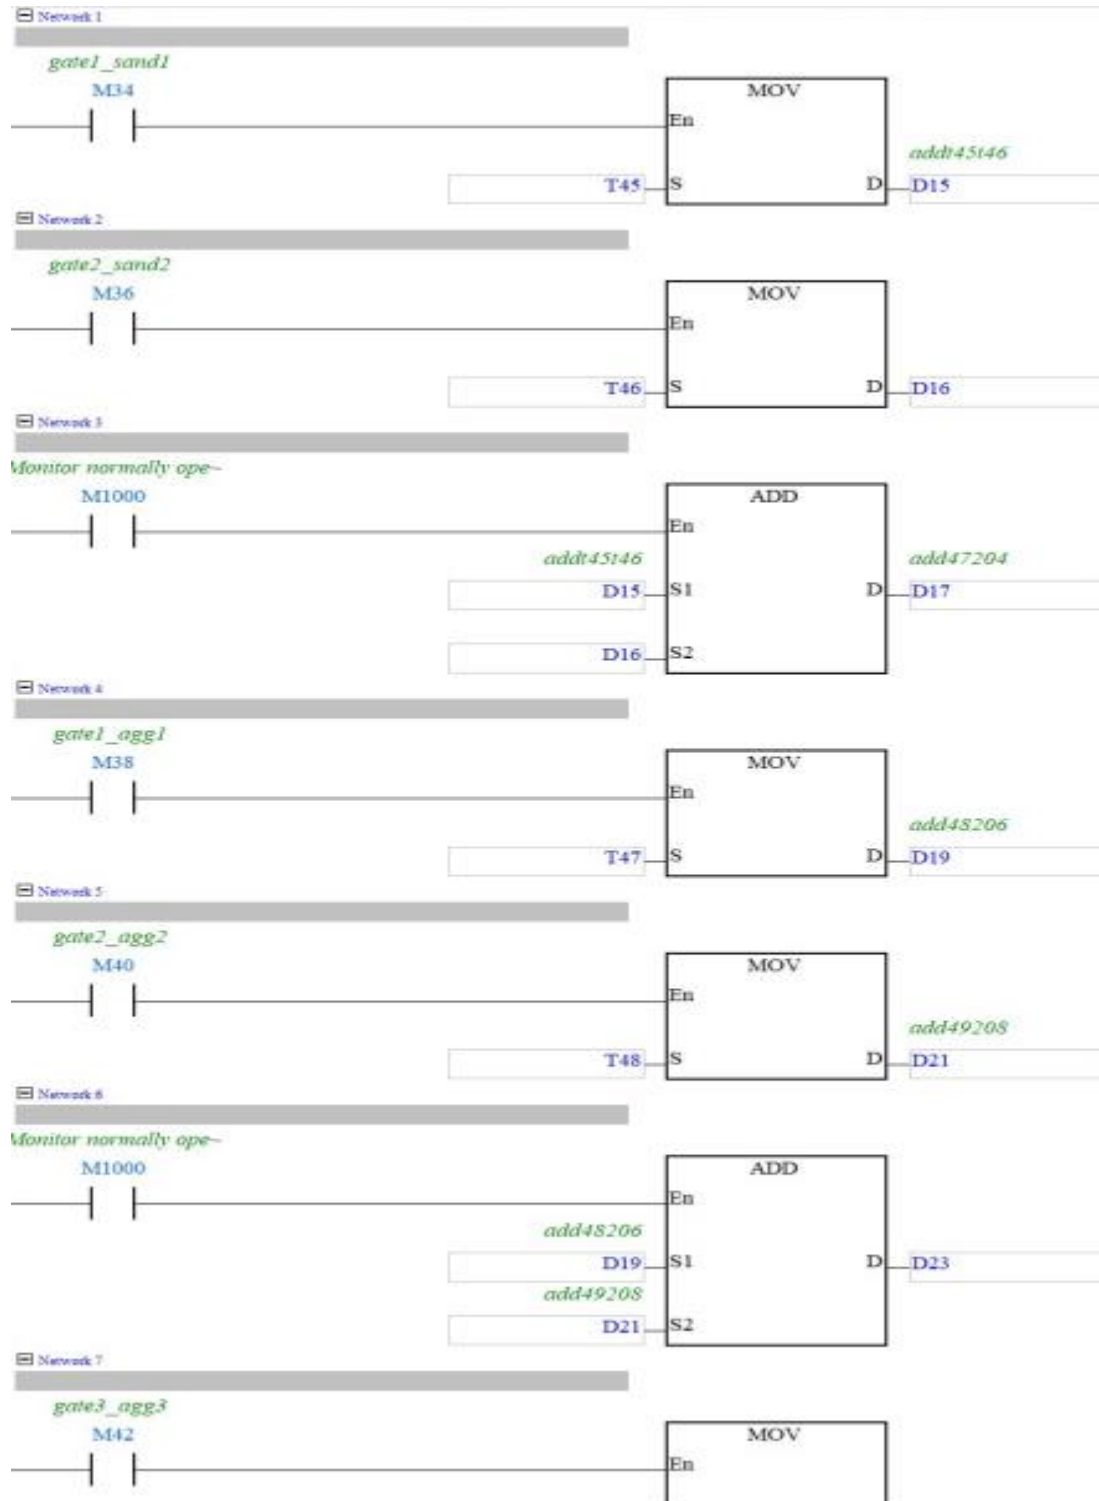 Network 1
gate1_sand1
M34
MOV
En
addt45t46
T45 S D D15
Network 2
gate2_sand2
M36
MOV
En
T46 S D D16
Network 3
Monitor normally ope~
M1000
ADD
En
addt45t46 add47204
D15 S1 D D17
D16 S2
Network 4
gate1_agg1
M38
MOV
En
add48206
T47 S D D19
Network 5
gate2_agg2
M40
MOV
En
add49208
T48 S D D21
Network 6
Monitor normally ope~
M1000
ADD
En
add48206
D19 S1 D D23
add49208
D21 S2
Network 7
gate3_agg3
M42
MOV
En